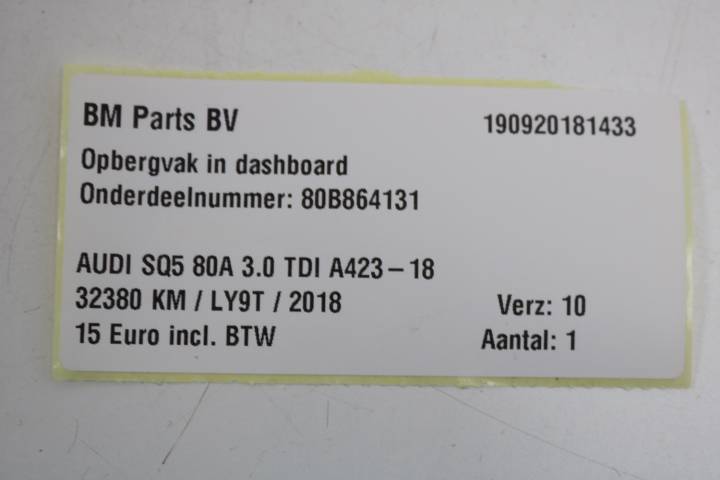 BM Parts BV 190920181433
Opbergvak in dashboard
Onderdeelnummer: 80B864131
AUDI SQ5 80A 3.0 TDI A423-18
32380 KM / LY9T / 2018 Verz: 10
15 Euro incl. BTW Aantal: 1